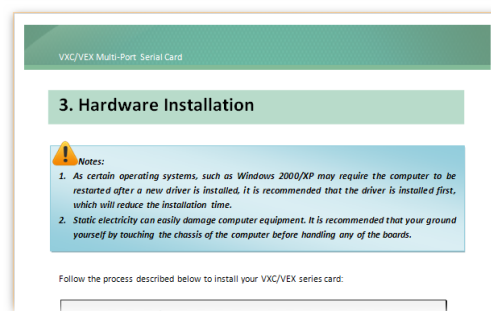 VXC/VEX Multi-Port Serial Card
3. Hardware Installation
Notes:
1. As certain operating systems, such as Windows 2000/XP may require the computer to be
restarted after a new driver is installed, it is recommended that the driver is installed first,
which will reduce the installation time.
2. Static electricity can easily damage computer equipment. It is recommended that your ground
yourself by touching the chassis of the computer before handling any of the boards.
Follow the process described below to install your VXC/VEX series card: